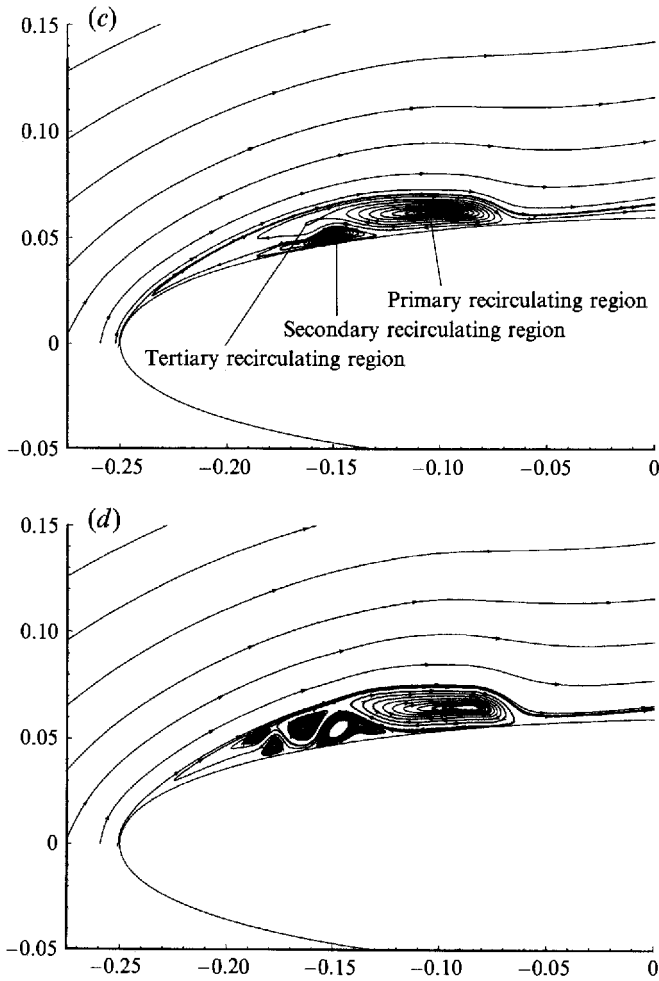 (c)
0.15
0.10
0.05
0
−0.05
Primary recirculating region
Secondary recirculating region
Tertiary recirculating region
−0.25 −0.20 −0.15 −0.10 −0.05 0
(d)
0.15
0.10
0.05
0
−0.05
−0.25 −0.20 −0.15 −0.10 −0.05 0